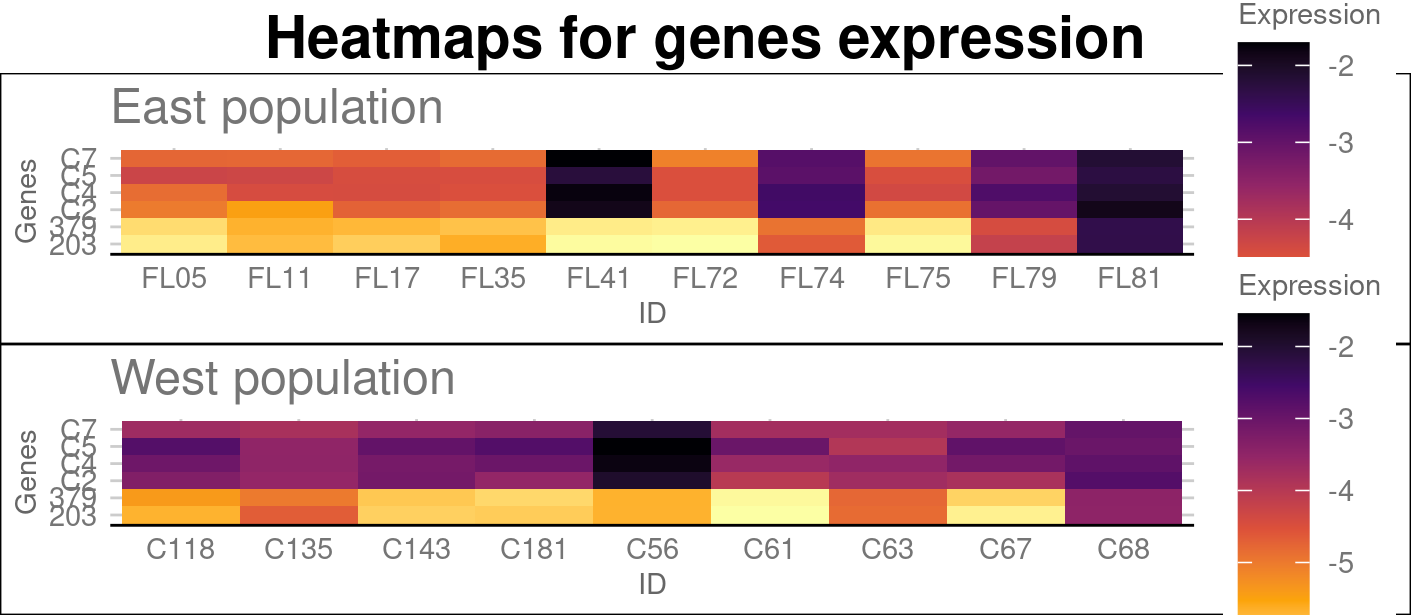 Heatmaps for genes expression
East population
Genes
C7
C5
C4
C2
379
203
FL05 FL11 FL17 FL35 FL41 FL72 FL74 FL75 FL79 FL81
ID
Expression
-2
-3
-4
West population
Genes
C7
C5
C4
C2
379
203
C118 C135 C143 C181 C56 C61 C63 C67 C68
ID
Expression
-2
-3
-4
-5